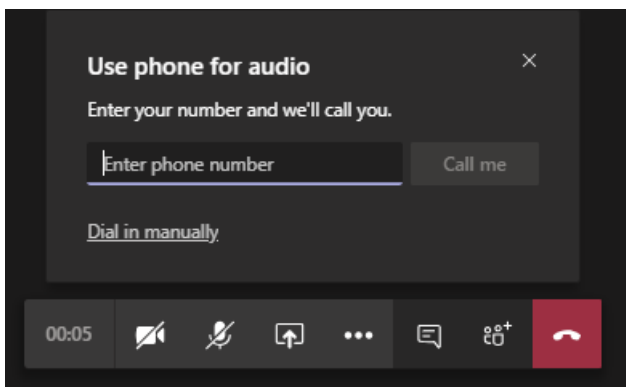 Use phone for audio
Enter your number and we'll call you.
Enter phone number
Call me
Dial in manually
00:05